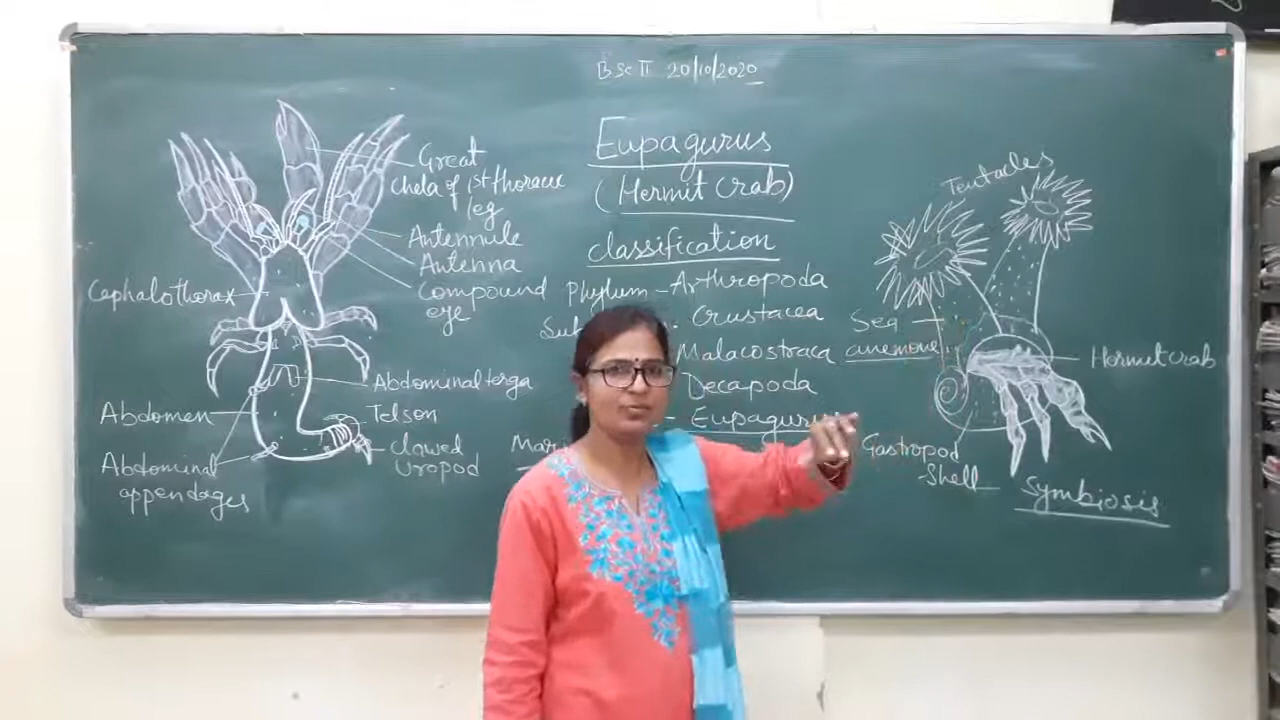 BSc II 20/10/2020
Eupagurus
(Hermit Crab)
classification
Phylum - Arthropoda
Crustacea
Malacostraca
Decapoda
- Eupagurus
Great
Chela of 1st thoracic
leg
Antennule
Antenna
Compound
eye
Cephalothorax
Abdominal terga
Abdomen
Telson
Clawed
Uropod
Abdominal
appendages
Tentacles
Sea
anemone
Hermit crab
Gastropod
Shell
Symbiosis